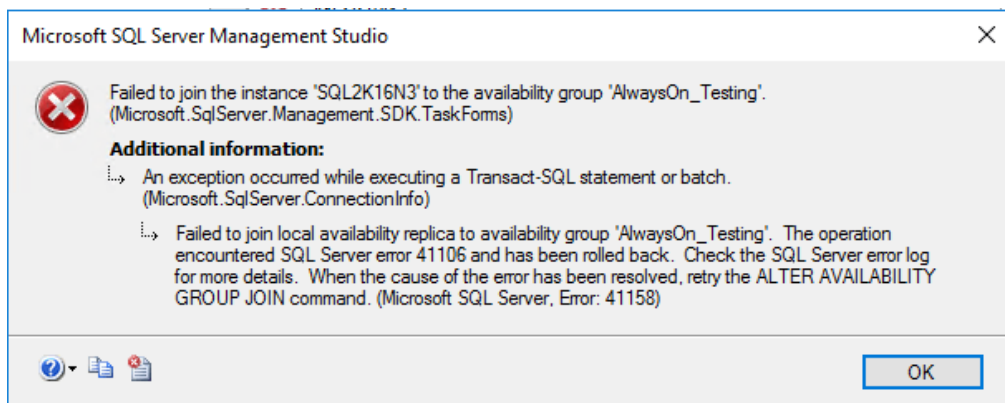 Microsoft SQL Server Management Studio
Failed to join the instance 'SQL2K16N3' to the availability group 'AlwaysOn_Testing'.
(Microsoft.SqlServer.Management.SDK.TaskForms)
Additional information:
An exception occurred while executing a Transact-SQL statement or batch.
(Microsoft.SqlServer.ConnectionInfo)
Failed to join local availability replica to availability group 'AlwaysOn_Testing'.  The operation
encountered SQL Server error 41106 and has been rolled back.  Check the SQL Server error log
for more details.  When the cause of the error has been resolved, retry the ALTER AVAILABILITY
GROUP JOIN command. (Microsoft SQL Server, Error: 41158)
OK